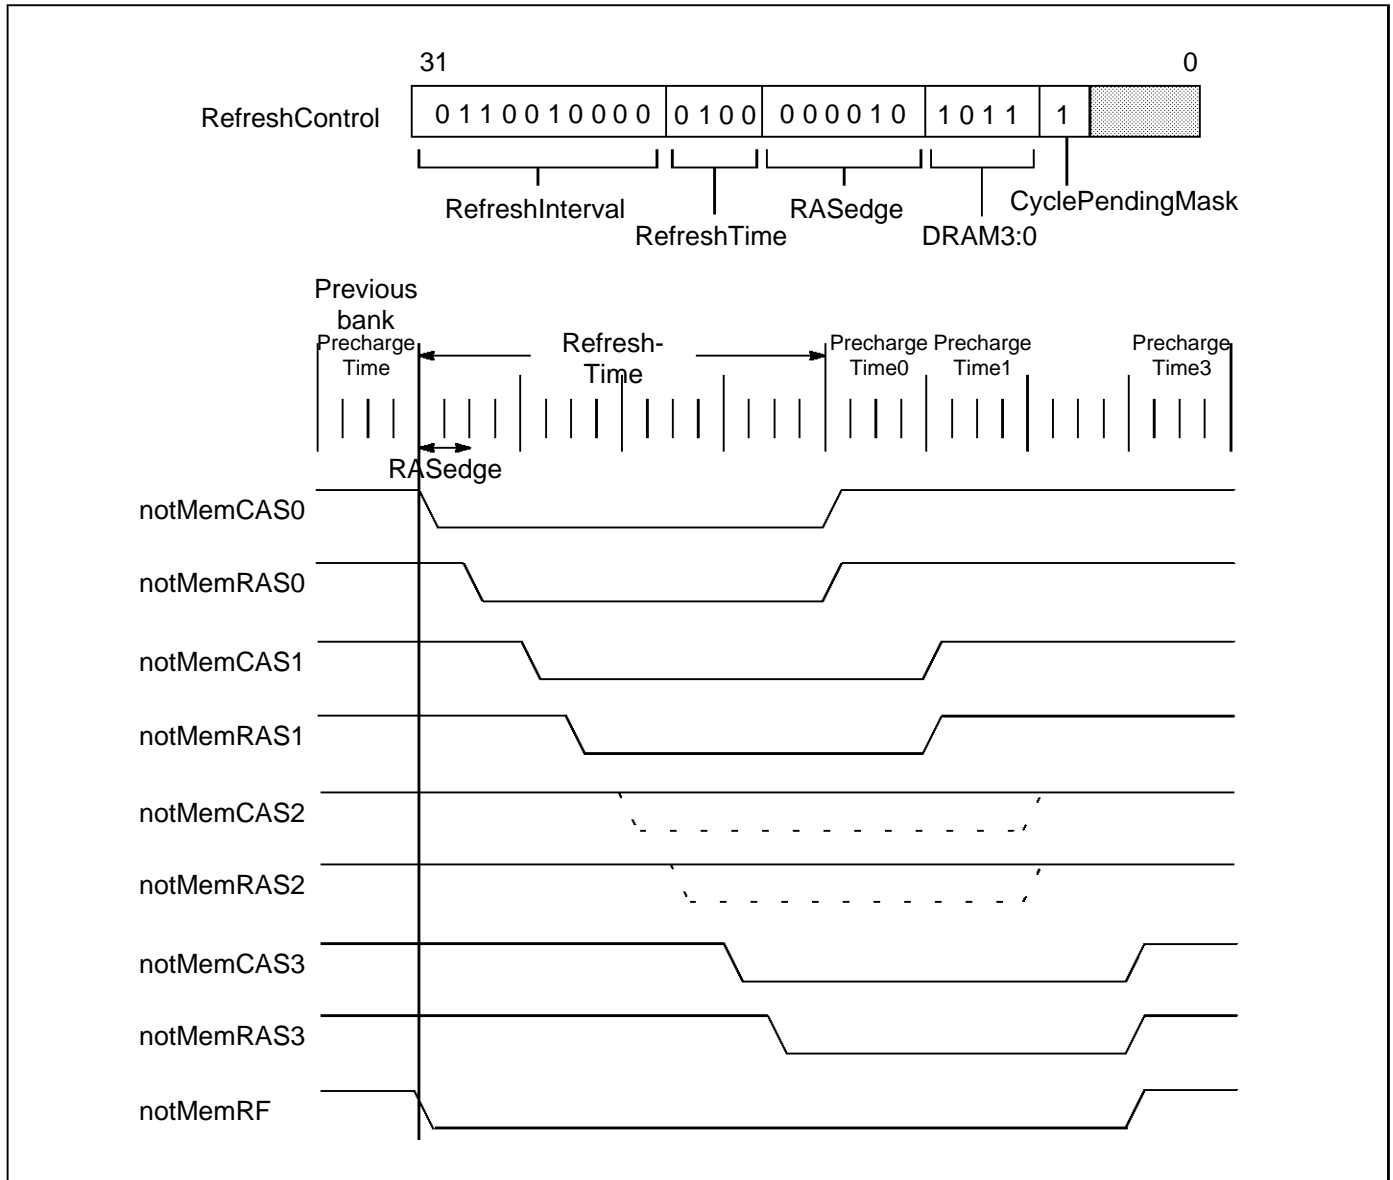 31 0
RefreshControl 0 1 1 0 0 1 0 0 0 0 0 1 0 0 0 0 0 0 1 0 1 0 1 1 1
RefreshInterval RASedge CyclePendingMask
RefreshTime DRAM3:0
Previous
bank
Precharge Refresh- Precharge Precharge Precharge
Time Time Time0 Time1 Time3
RASedge
notMemCAS0
notMemRAS0
notMemCAS1
notMemRAS1
notMemCAS2
notMemRAS2
notMemCAS3
notMemRAS3
notMemRF